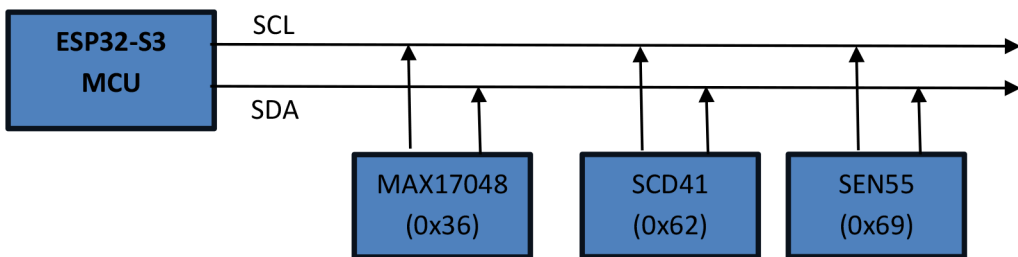 ESP32-S3
MCU
SCL
SDA
MAX17048
(0x36)
SCD41
(0x62)
SEN55
(0x69)